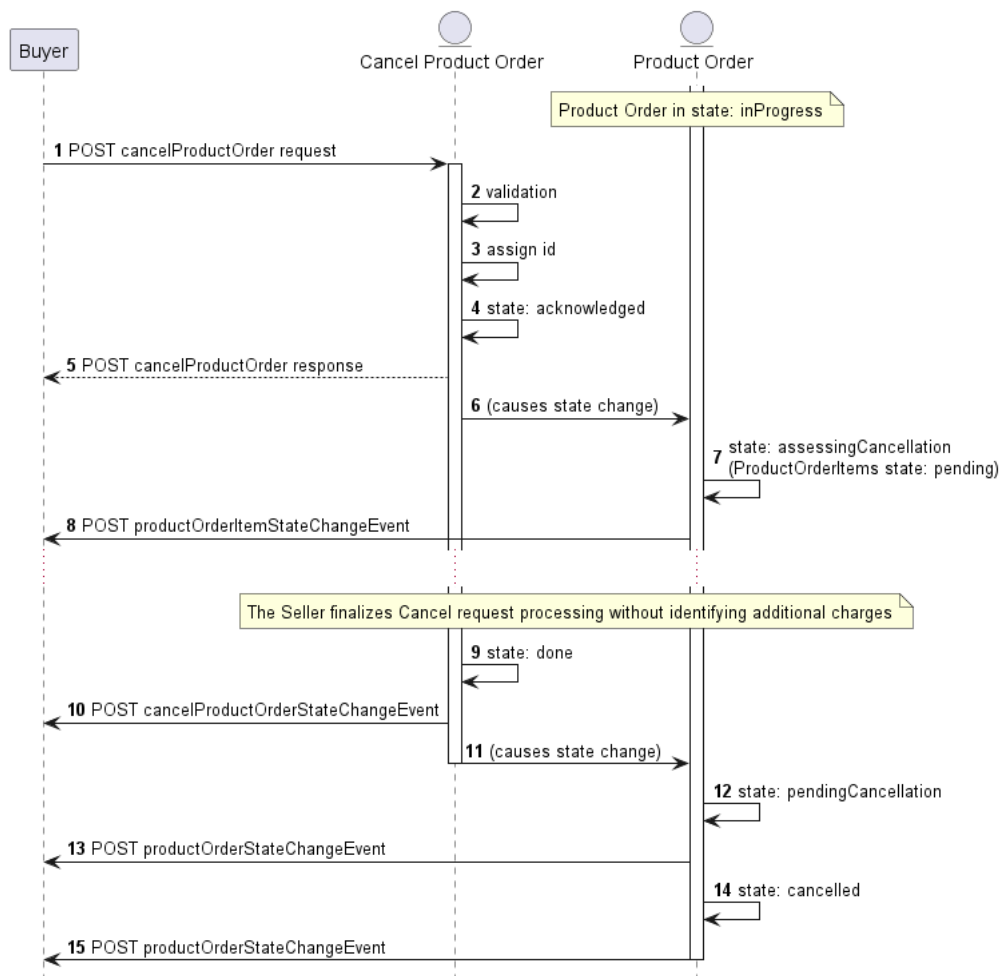 Buyer
Cancel Product Order
Product Order
Product Order in state: inProgress
1 POST cancelProductOrder request
2 validation
3 assign id
4 state: acknowledged
5 POST cancelProductOrder response
6 (causes state change)
7 state: assessingCancellation
(ProductOrderItems state: pending)
8 POST productOrderItemStateChangeEvent
The Seller finalizes Cancel request processing without identifying additional charges
9 state: done
10 POST cancelProductOrderStateChangeEvent
11 (causes state change)
12 state: pendingCancellation
13 POST productOrderStateChangeEvent
14 state: cancelled
15 POST productOrderStateChangeEvent